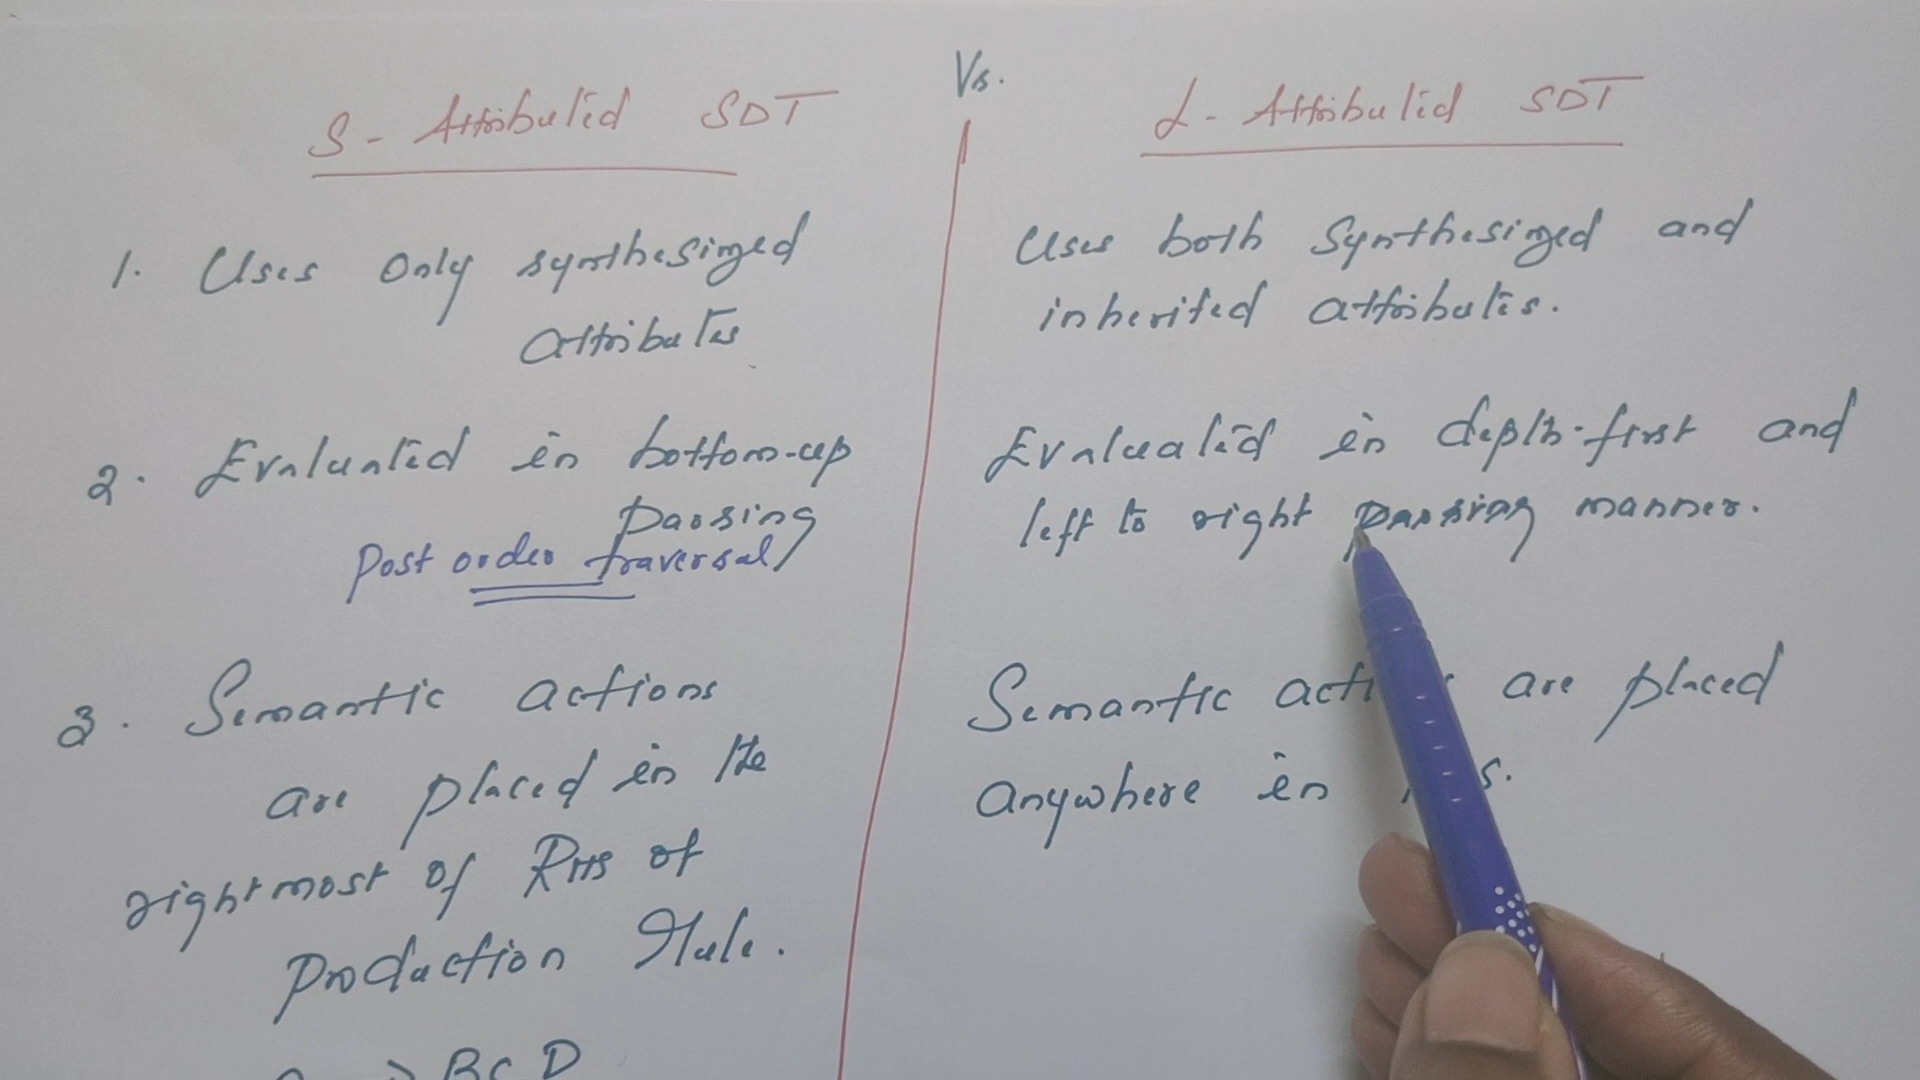 Vs.
S - Attributed SDT
1. Uses only synthesized
attributes
2. Evaluated in bottom-up
parsing
Post order traversal
3. Semantic actions
are placed in the
rightmost of RHS of
production rule.
→ BCD
L - Attributed SDT
Uses both synthesized and
inherited attributes.
Evaluated in depth-first and
left to right parsing manner.
Semantic are placed
anywhere in